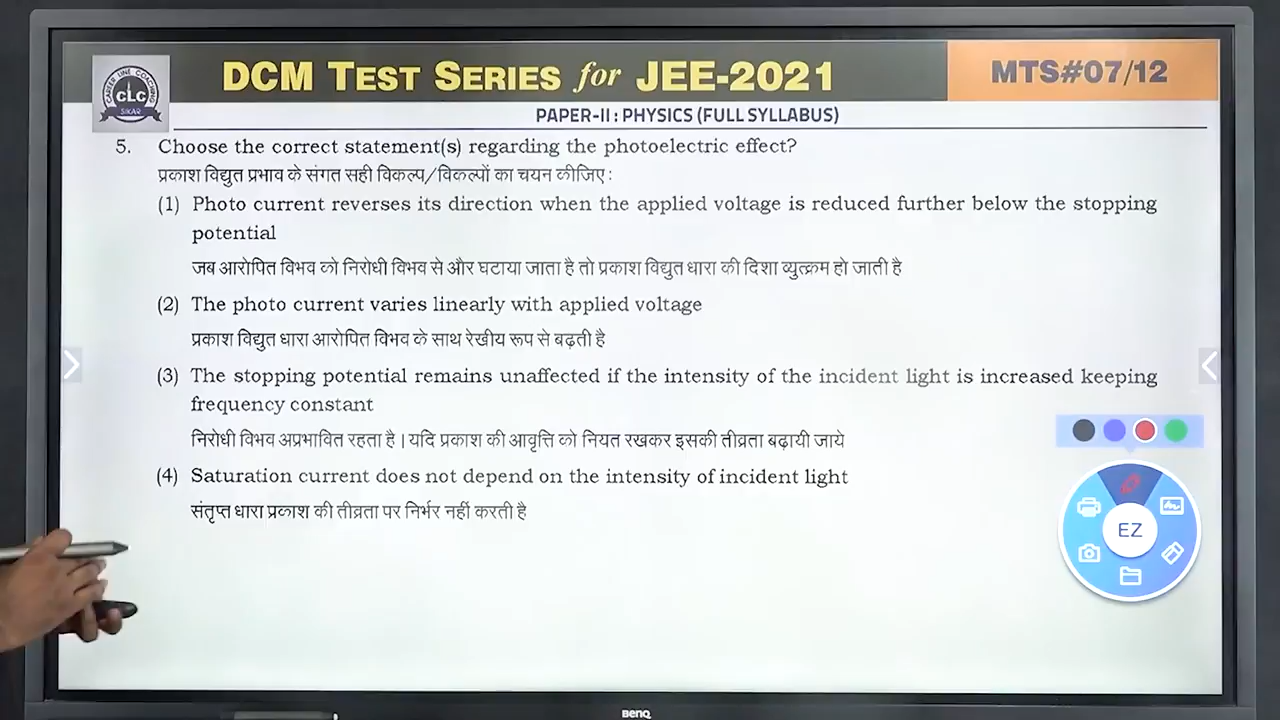 DCM TEST SERIES for JEE-2021
MTS#07/12
CAREER LINE COACHING
CLC
SIKAR
PAPER-II : PHYSICS (FULL SYLLABUS)
5. Choose the correct statement(s) regarding the photoelectric effect?
प्रकाश विद्युत प्रभाव के संगत सही विकल्प/विकल्पों का चयन कीजिए :
(1) Photo current reverses its direction when the applied voltage is reduced further below the stopping
potential
जब आरोपित विभव को निरोधी विभव से और घटाया जाता है तो प्रकाश विद्युत धारा की दिशा व्युत्क्रम हो जाती है
(2) The photo current varies linearly with applied voltage
प्रकाश विद्युत धारा आरोपित विभव के साथ रेखीय रूप से बढ़ती है
(3) The stopping potential remains unaffected if the intensity of the incident light is increased keeping
frequency constant
निरोधी विभव अप्रभावित रहता है । यदि प्रकाश की आवृत्ति को नियत रखकर इसकी तीव्रता बढ़ायी जाये
(4) Saturation current does not depend on the intensity of incident light
संतृप्त धारा प्रकाश की तीव्रता पर निर्भर नहीं करती है
EZ
BenQ